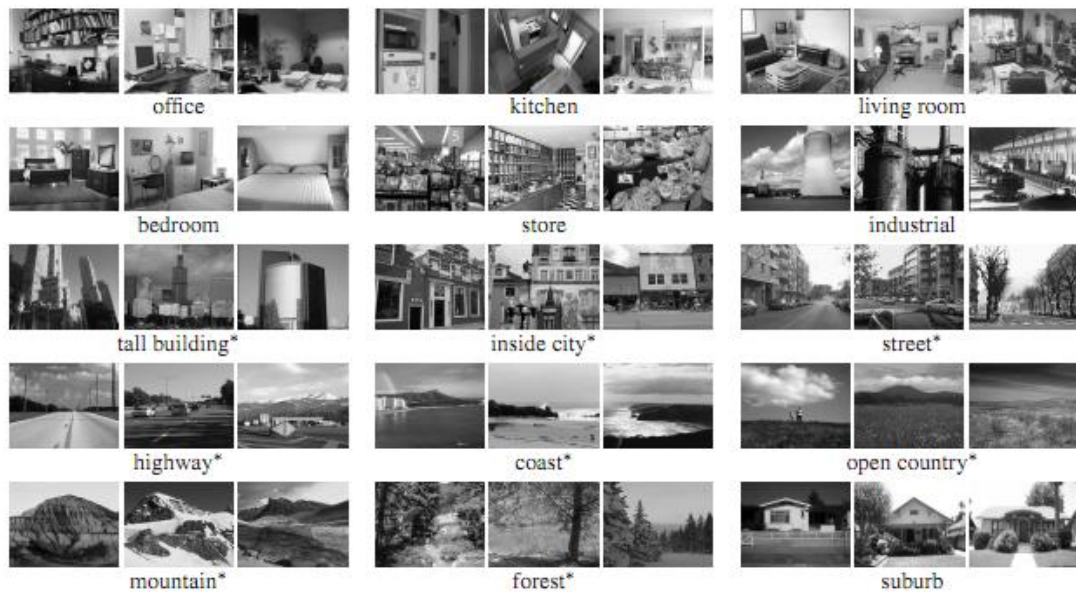 office
kitchen
living room
bedroom
store
industrial
tall building*
inside city*
street*
highway*
coast*
open country*
mountain*
forest*
suburb